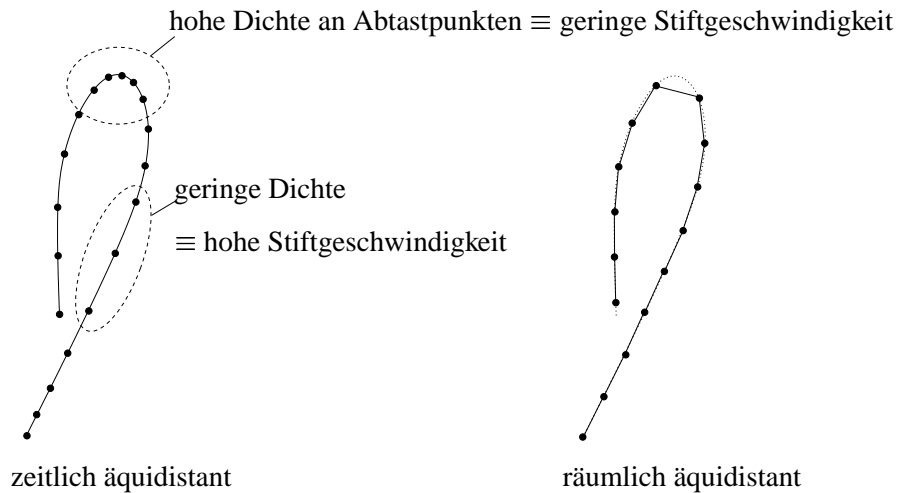 hohe Dichte an Abtastpunkten ≡ geringe Stiftgeschwindigkeit
geringe Dichte
≡ hohe Stiftgeschwindigkeit
zeitlich äquidistant
räumlich äquidistant